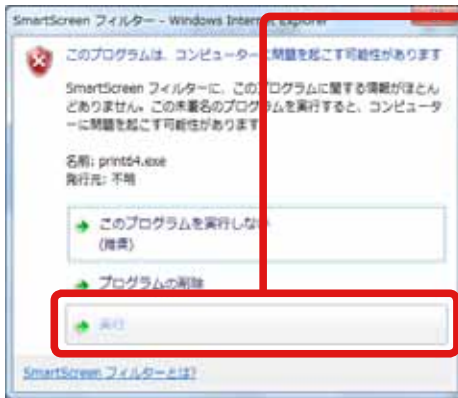 SmartScreen フィルター - Windows Internet Explorer
このプログラムは、コンピューターに問題を起こす可能性があります
SmartScreen フィルターに、このプログラムに関する情報がほとん
どありません。この未署名のプログラムを実行すると、コンピュータ
ーに問題を起こす可能性があります
名前: print64.exe
発行元: 不明
このプログラムを実行しない
(推奨)
プログラムの削除
実行
SmartScreen フィルターとは?